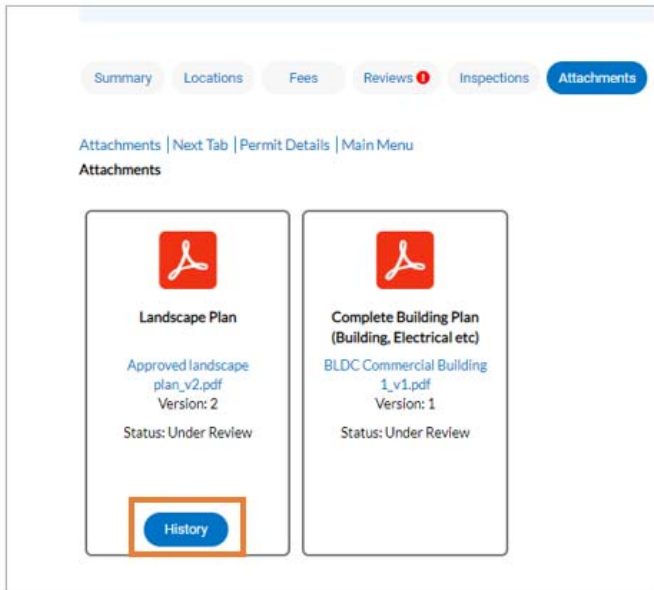 Summary Locations Fees Reviews Inspections Attachments
Attachments | Next Tab | Permit Details | Main Menu
Attachments
Landscape Plan
Approved landscape
plan_v2.pdf
Version: 2
Status: Under Review
History
Complete Building Plan
(Building, Electrical etc)
BLDC Commercial Building
1_v1.pdf
Version: 1
Status: Under Review